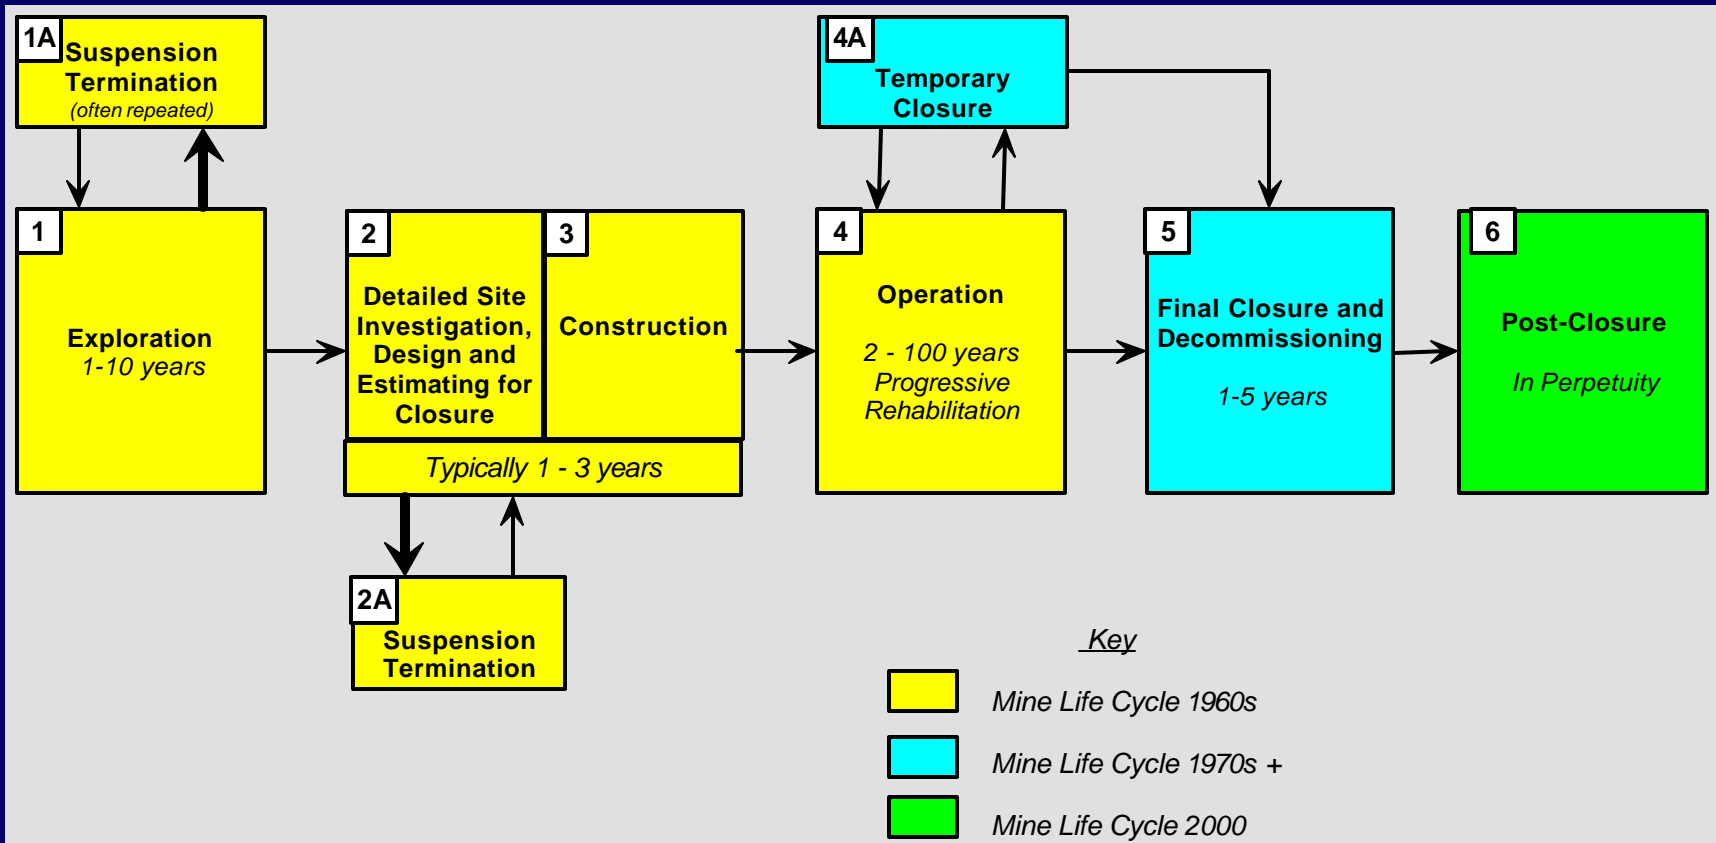 1A
Suspension
Termination
(often repeated)
4A
Temporary
Closure
1
Exploration
1-10 years
2
Detailed Site
Investigation,
Design and
Estimating for
Closure
3
Construction
Typically 1 - 3 years
4
Operation
2 - 100 years
Progressive
Rehabilitation
5
Final Closure and
Decommissioning
1-5 years
6
Post-Closure
In Perpetuity
2A
Suspension
Termination
Key
Mine Life Cycle 1960s
Mine Life Cycle 1970s +
Mine Life Cycle 2000